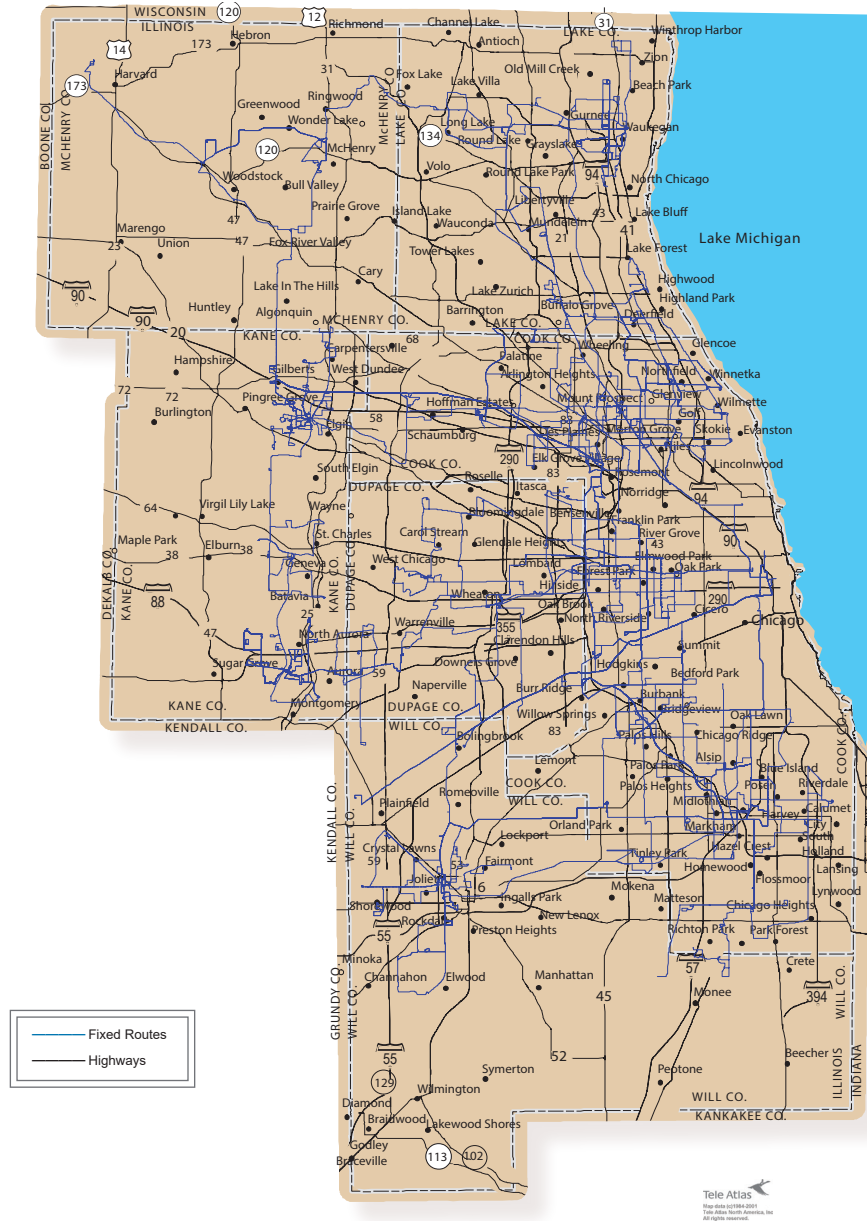 WISCONSIN
ILLINOIS
120
12
31
LAKE CO.
Richmond
Channel Lake
Winthrop Harbor
Hebron
173
Antioch
14
Zion
Harvard
31
Fox Lake
Lake Villa
Old Mill Creek
Beach Park
173
BOONE CO.
MCHENRY CO.
McHENRY CO
LAKE CO.
Greenwood
Ringwood
Wonder Lake
134
Long Lake
Gurnee
Waukegan
Round Lake
Grayslake
120
McHenry
Volo
Round Lake Park
94
North Chicago
Woodstock
Bull Valley
Libertyville
47
Prairie Grove
Island Lake
Wauconda
Mundelein
43
Lake Bluff
Marengo
23
Union
47
Fox River Valley
21
41
Lake Michigan
Tower Lakes
Lake Forest
Cary
90
Lake In The Hills
Lake Zurich
Highwood
Huntley
Algonquin
Buffalo Grove
Highland Park
90
MCHENRY CO.
Barrington
LAKE CO.
Deerfield
20
KANE CO.
COOK CO.
Carpentersville
68
Wheeling
Glencoe
Hampshire
Palatine
Gilberts
West Dundee
Arlington Heights
Northfield
Winnetka
72
72
Pingree Grove
Hoffman Estates
Mount Prospect
Glenview
Wilmette
Burlington
58
83
Golf
Elgin
Schaumburg
Des Plaines
Morton Grove
Skokie
Evanston
290
Niles
COOK CO.
Elk Grove Village
Lincolnwood
South Elgin
Roselle
83
Rosemont
DUPAGE CO.
Itasca
Norridge
94
64
Virgil
Lily Lake
Wayne
Bloomingdale
Bensenville
Franklin Park
90
Maple Park
38
Elburn
38
St. Charles
Carol Stream
Glendale Heights
River Grove
43
Elmwood Park
Geneva
West Chicago
Lombard
Forest Park
Oak Park
DEKALB CO.
KANE CO.
KANE CO.
DUPAGE CO.
88
Batavia
Wheaton
Hillside
290
25
Oak Brook
North Riverside
Cicero
Chicago
47
North Aurora
Warrenville
355
Clarendon Hills
Summit
Sugar Grove
Aurora
59
Downers Grove
Hodgkins
Bedford Park
Naperville
Burr Ridge
Burbank
KANE CO.
Montgomery
DUPAGE CO.
Willow Springs
Bridgeview
KENDALL CO.
WILL CO.
83
Oak Lawn
Bolingbrook
Palos Hills
Chicago Ridge
COOK CO.
Lemont
Palos Park
Alsip
Blue Island
COOK CO.
Palos Heights
Posen
Riverdale
Romeoville
WILL CO.
Plainfield
Midlothian
Harvey
Calumet
City
KENDALL CO.
WILL CO.
Orland Park
Markham
South
Holland
Crystal Lawns
Lockport
Hazel Crest
59
53
Fairmont
Tinley Park
Homewood
Lansing
Joliet
Flossmoor
6
Mokena
Lynwood
Shorewood
Ingalls Park
Matteson
Chicago Heights
Rockdale
New Lenox
55
Preston Heights
Richton Park
Park Forest
Minoka
57
Crete
Channahon
Elwood
Manhattan
394
GRUNDY CO.
WILL CO.
45
Monee
WILL CO.
55
52
Beecher
Symerton
Peotone
ILLINOIS
INDIANA
129
Wilmington
WILL CO.
Diamond
KANKAKEE CO.
Braidwood
Lakewood Shores
Godley
113
102
Braceville
Fixed Routes
Highways
Tele Atlas
Map data (c)1984-2001
Tele Atlas North America, Inc
All rights reserved.